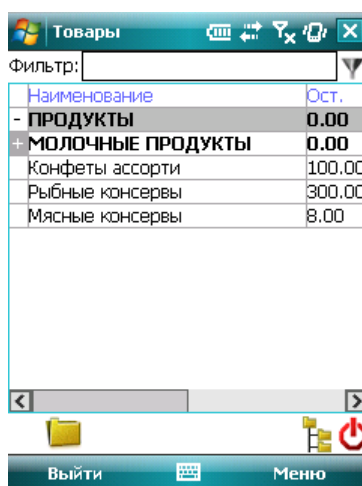 Товары
Фильтр:
Наименование Ост.
- ПРОДУКТЫ 0.00
+ МОЛОЧНЫЕ ПРОДУКТЫ 0.00
Конфеты ассорти 100.00
Рыбные консервы 300.00
Мясные консервы 8.00
Выйти Меню